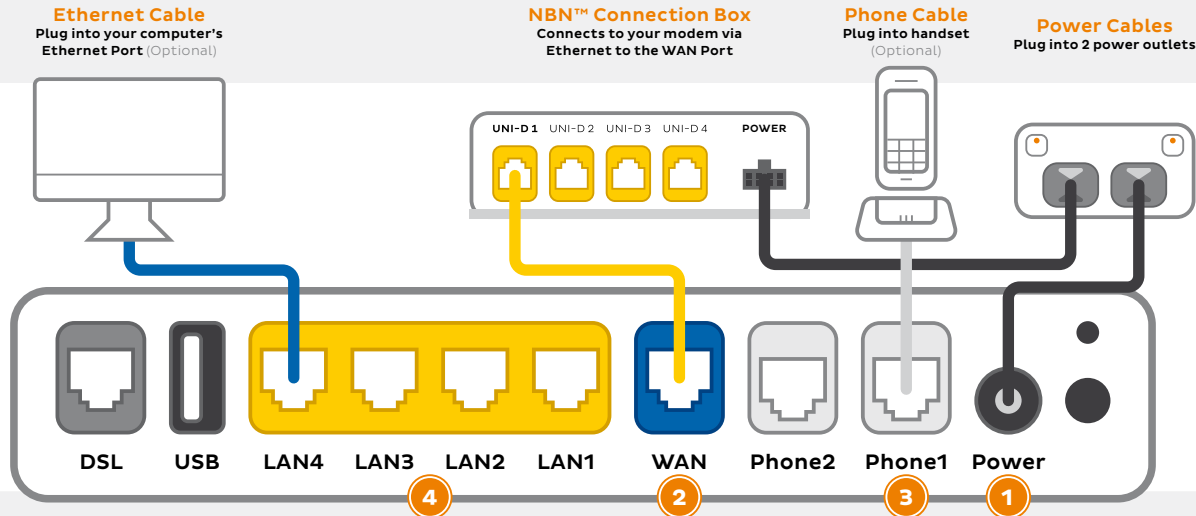 Ethernet Cable
Plug into your computer's
Ethernet Port (Optional)
NBN™ Connection Box
Connects to your modem via
Ethernet to the WAN Port
Phone Cable
Plug into handset
(Optional)
Power Cables
Plug into 2 power outlets
UNI-D 1 UNI-D 2 UNI-D 3 UNI-D 4 POWER
DSL USB LAN4 LAN3 LAN2 LAN1 WAN Phone2 Phone1 Power
4 2 3 1